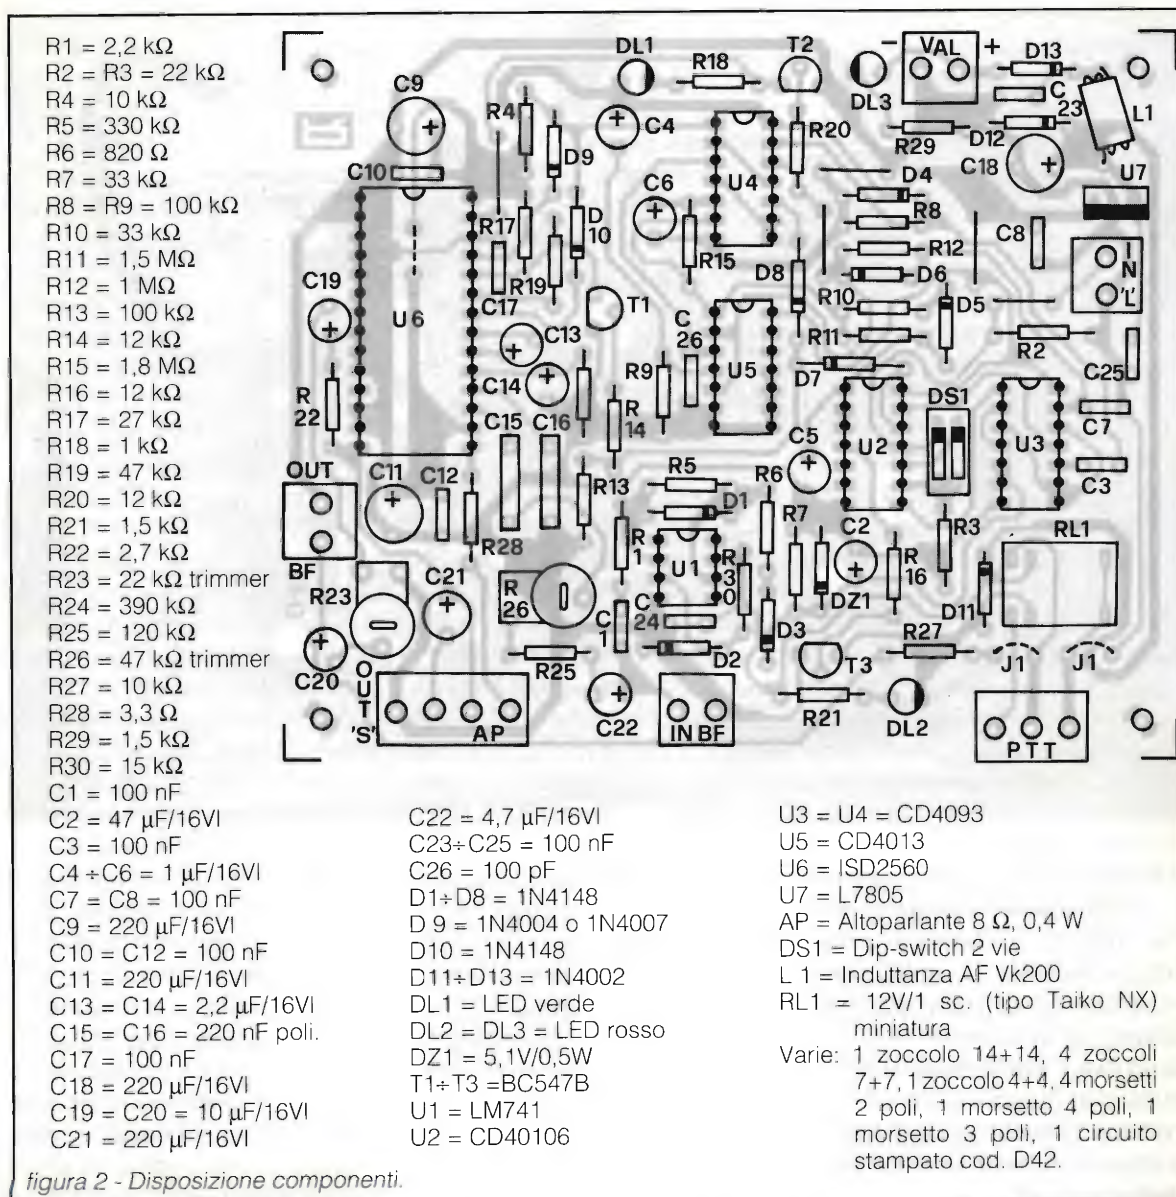 R1 = 2,2 kΩ
R2 = R3 = 22 kΩ
R4 = 10 kΩ
R5 = 330 kΩ
R6 = 820 Ω
R7 = 33 kΩ
R8 = R9 = 100 kΩ
R10 = 33 kΩ
R11 = 1,5 MΩ
R12 = 1 MΩ
R13 = 100 kΩ
R14 = 12 kΩ
R15 = 1,8 MΩ
R16 = 12 kΩ
R17 = 27 kΩ
R18 = 1 kΩ
R19 = 47 kΩ
R20 = 12 kΩ
R21 = 1,5 kΩ
R22 = 2,7 kΩ
R23 = 22 kΩ trimmer
R24 = 390 kΩ
R25 = 120 kΩ
R26 = 47 kΩ trimmer
R27 = 10 kΩ
R28 = 3,3 Ω
R29 = 1,5 kΩ
R30 = 15 kΩ
C1 = 100 nF
C2 = 47 µF/16Vl
C3 = 100 nF
C4 ÷C6 = 1 µF/16Vl
C7 = C8 = 100 nF
C9 = 220 µF/16Vl
C10 = C12 = 100 nF
C11 = 220 µF/16Vl
C13 = C14 = 2,2 µF/16Vl
C15 = C16 = 220 nF poli.
C17 = 100 nF
C18 = 220 µF/16Vl
C19 = C20 = 10 µF/16Vl
C21 = 220 µF/16Vl
C22 = 4,7 µF/16Vl
C23÷C25 = 100 nF
C26 = 100 pF
D1÷D8 = 1N4148
D 9 = 1N4004 o 1N4007
D10 = 1N4148
D11÷D13 = 1N4002
DL1 = LED verde
DL2 = DL3 = LED rosso
DZ1 = 5,1V/0,5W
T1÷T3 =BC547B
U1 = LM741
U2 = CD40106
U3 = U4 = CD4093
U5 = CD4013
U6 = ISD2560
U7 = L7805
AP = Altoparlante 8 Ω, 0,4 W
DS1 = Dip-switch 2 vie
L 1 = Induttanza AF Vk200
RL1 = 12V/1 sc. (tipo Taiko NX)
miniatura
Varie: 1 zoccolo 14+14, 4 zoccoli
7+7, 1 zoccolo 4+4, 4 morsetti
2 poli, 1 morsetto 4 poli, 1
morsetto 3 poli, 1 circuito
stampato cod. D42.
DL1
R18
T2
DL3
- VAL +
D13
C
23
L1
C9
R4
D9
C4
R20
R29
D12
C18
U7
C10
U4
D4
C6
R8
R17
D
10
R15
R12
C8
I
N
'L'
C19
U6
R19
C17
D8
D6
R10
D5
T1
C
26
R11
R2
C13
C14
R9
U5
D7
C25
R
22
C15
C16
R
14
DS1
U2
U3
C7
OUT
BF
C11
C12
R28
R13
R5
D1
R6
C5
R7
C2
C3
R3
RL1
R
1
U1
R
3
0
R
16
R23
C21
R
26
C
1
C
24
D2
D3
DZ1
D11
C20
R25
T3
R27
J1
J1
O
U
T
'S'
AP
C22
IN BF
R21
DL2
PTT
figura 2 - Disposizione componenti.